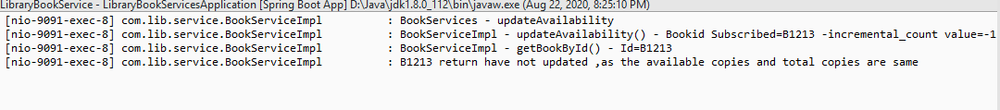 LibraryBookService - LibraryBookServicesApplication [Spring Boot App] D:\Java\jdk1.8.0_112\bin\javaw.exe (Aug 22, 2020, 8:25:10 PM)
[nio-9091-exec-8] com.lib.service.BookServiceImpl : BookServices - updateAvailability
[nio-9091-exec-8] com.lib.service.BookServiceImpl : BookServiceImpl - updateAvailability() - Bookid Subscribed=B1213 -incremental_count value=-1
[nio-9091-exec-8] com.lib.service.BookServiceImpl : BookServiceImpl - getBookById() - Id=B1213
[nio-9091-exec-8] com.lib.service.BookServiceImpl : B1213 return have not updated ,as the available copies and total copies are same